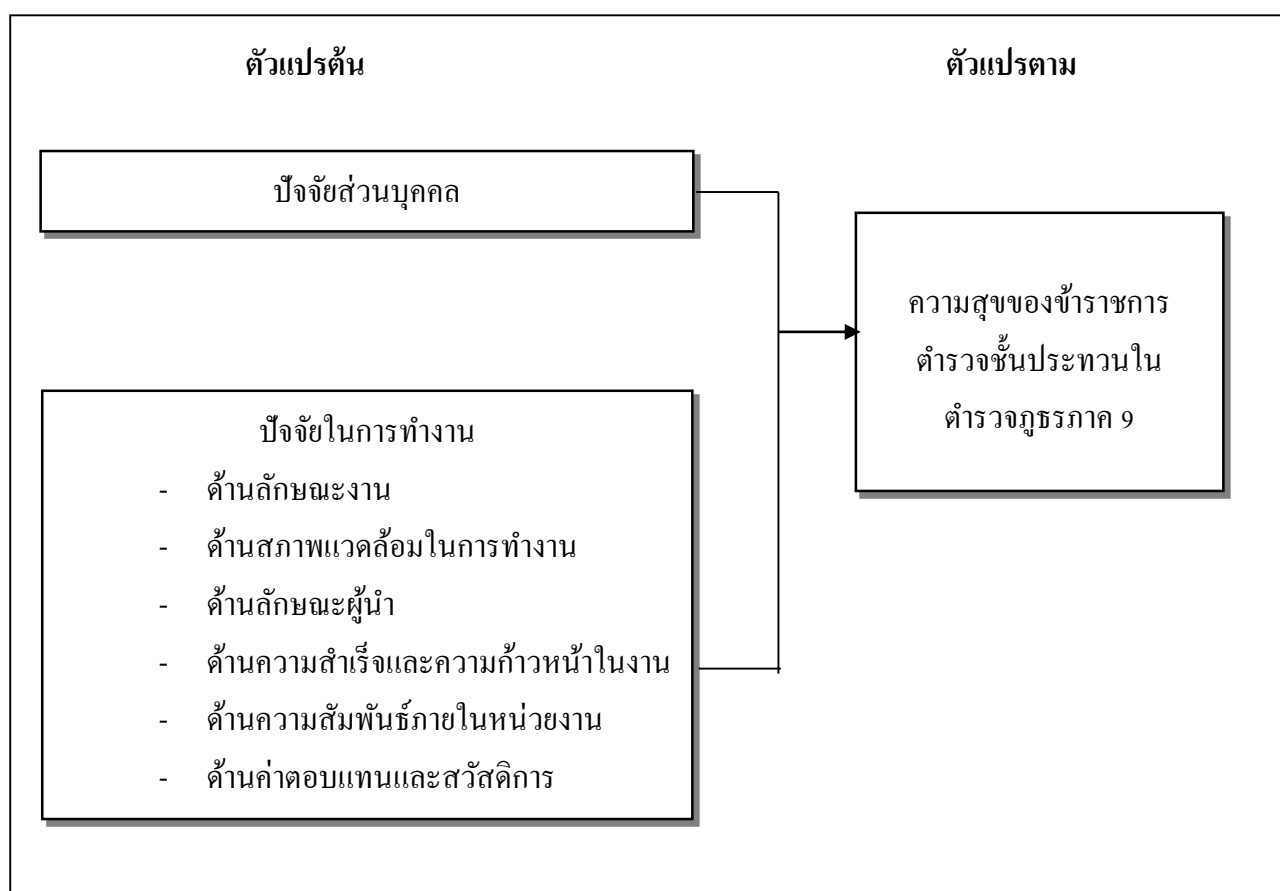 ตัวแปรต้น
ตัวแปรตาม
ปัจจัยส่วนบุคคล
ความสุขของข้าราชการ
ตำรวจชั้นประทวนใน
ตำรวจภูธรภาค 9
ปัจจัยในการทำงาน
- ด้านลักษณะงาน
- ด้านสภาพแวดล้อมในการทำงาน
- ด้านลักษณะผู้นำ
- ด้านความสำเร็จและความก้าวหน้าในงาน
- ด้านความสัมพันธ์ภายในหน่วยงาน
- ด้านค่าตอบแทนและสวัสดิการ